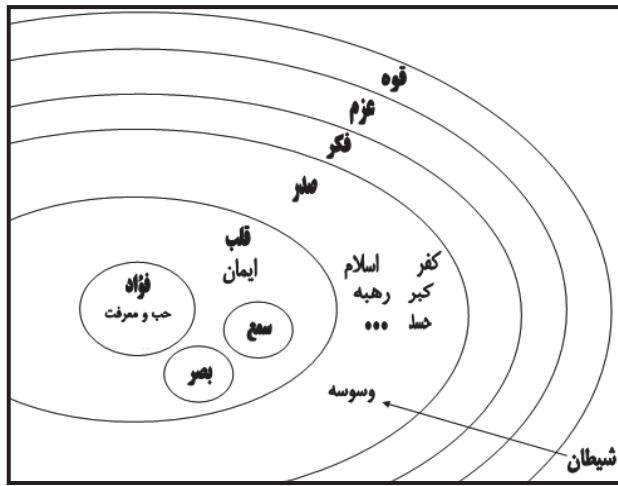 قوه
عزم
فکر
صدر
قلب
ایمان
فؤاد
حب و معرفت
سمع
بصر
کفر اسلام
کبر رهبه
حسد ...
وسوسه
شیطان